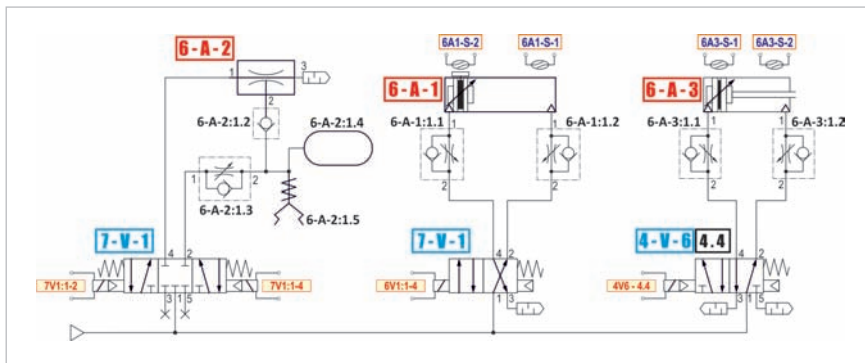 6A1-S-2 6A1-S-1 6A3-S-1 6A3-S-2
6-A-2
3
1
6-A-1
6-A-3
2
6-A-2:1.2
6-A-2:1.4
6-A-1:1.1
1 1
6-A-1:1.2
6-A-3:1.1
1 1
6-A-3:1.2
1 2
2 2 2 2
6-A-2:1.3
6-A-2:1.5
7-V-1
4 2
7-V-1
4 2
4-V-6 4.4
4 2
7V1:1-2
7V1:1-4
6V1:1-4
4V6 - 4.4
3 1 5
1 3
3 1 5